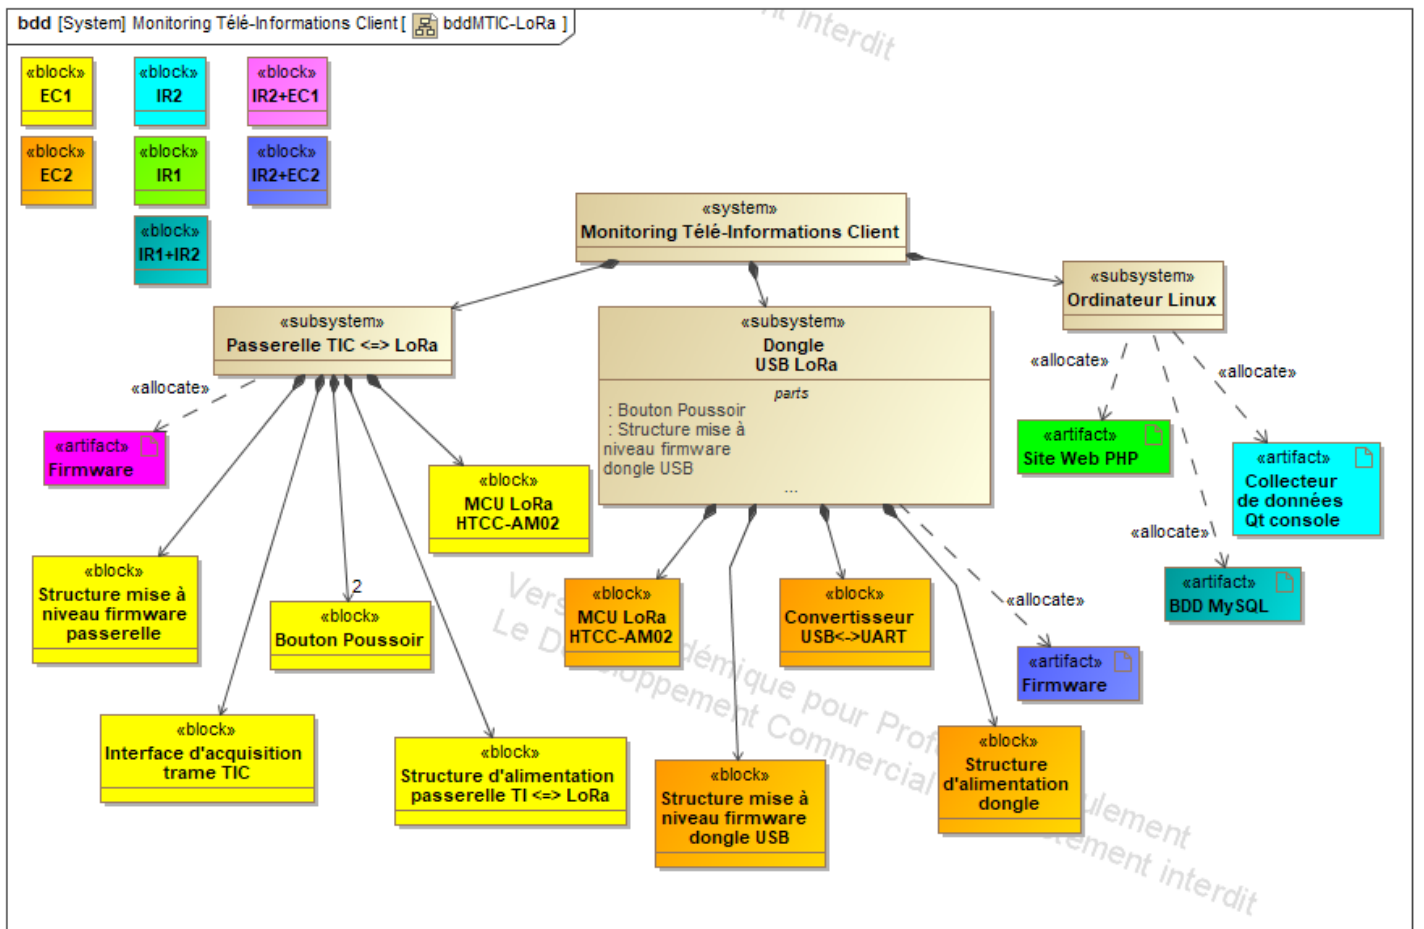 bdd [System] Monitoring Télé-Informations Client [ bddMTIC-LoRa ]
«block»
EC1
«block»
IR2
«block»
IR2+EC1
«block»
EC2
«block»
IR1
«block»
IR2+EC2
«block»
IR1+IR2
«system»
Monitoring Télé-Informations Client
«subsystem»
Passerelle TIC <=> LoRa
«subsystem»
Dongle
USB LoRa
parts
: Bouton Poussoir
: Structure mise à
niveau firmware
dongle USB
...
«subsystem»
Ordinateur Linux
«allocate»
«artifact»
Firmware
«block»
MCU LoRa
HTCC-AM02
«block»
Structure mise à
niveau firmware
passerelle
2
«block»
Bouton Poussoir
«block»
Interface d'acquisition
trame TIC
«block»
Structure d'alimentation
passerelle TI <=> LoRa
«block»
MCU LoRa
HTCC-AM02
«block»
Convertisseur
USB<->UART
«block»
Structure mise à
niveau firmware
dongle USB
«block»
Structure
d'alimentation
dongle
«allocate»
«artifact»
Firmware
«allocate»
«artifact»
Site Web PHP
«allocate»
«artifact»
Collecteur
de données
Qt console
«allocate»
«artifact»
BDD MySQL
interdit
Le
Commercial
interdit